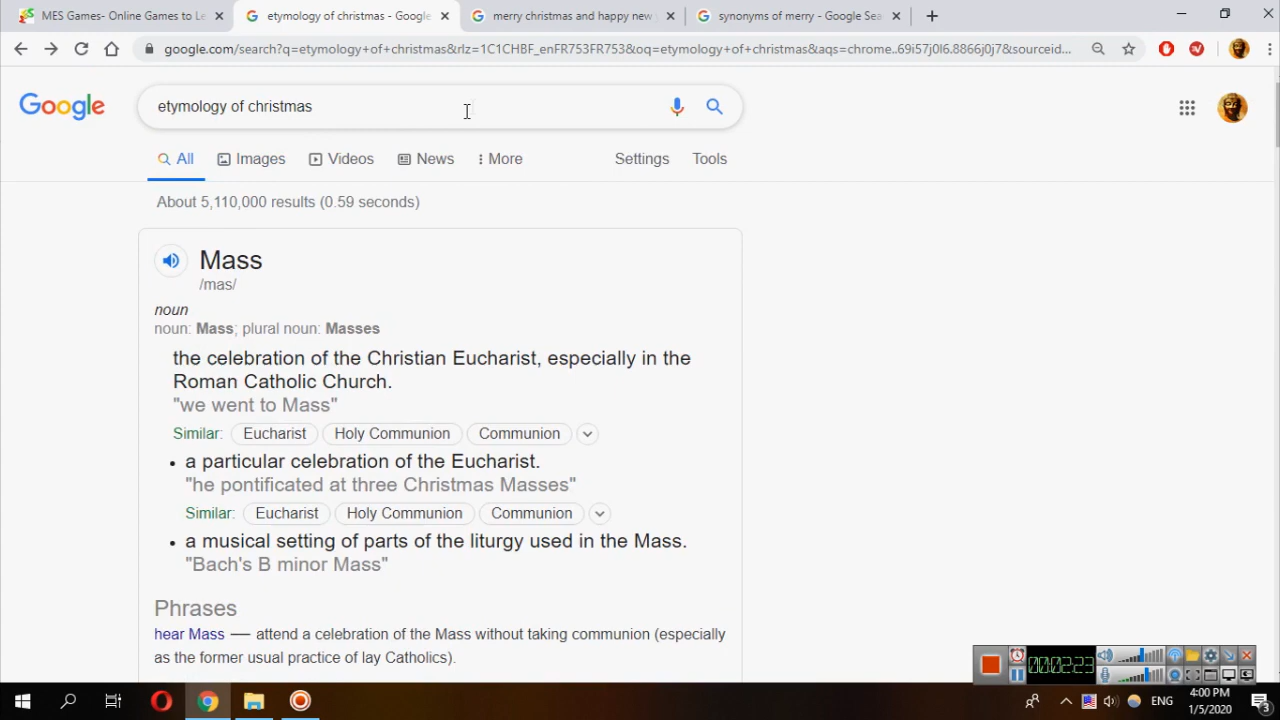 MES Games- Online Games to Le
etymology of christmas - Google
merry christmas and happy new
synonyms of merry - Google Sea
google.com/search?q=etymology+of+christmas&rlz=1C1CHBF_enFR753FR753&oq=etymology+of+christmas&aqs=chrome..69i57j0l6.8866j0j7&sourceid...
Google
etymology of christmas
All
Images
Videos
News
More
Settings
Tools
About 5,110,000 results (0.59 seconds)
Mass
/mas/
noun
noun: Mass; plural noun: Masses
the celebration of the Christian Eucharist, especially in the
Roman Catholic Church.
"we went to Mass"
Similar: Eucharist Holy Communion Communion
• a particular celebration of the Eucharist.
"he pontificated at three Christmas Masses"
Similar: Eucharist Holy Communion Communion
• a musical setting of parts of the liturgy used in the Mass.
"Bach's B minor Mass"
Phrases
hear Mass — attend a celebration of the Mass without taking communion (especially
as the former usual practice of lay Catholics).
00:02:23
ENG
4:00 PM
1/5/2020
3